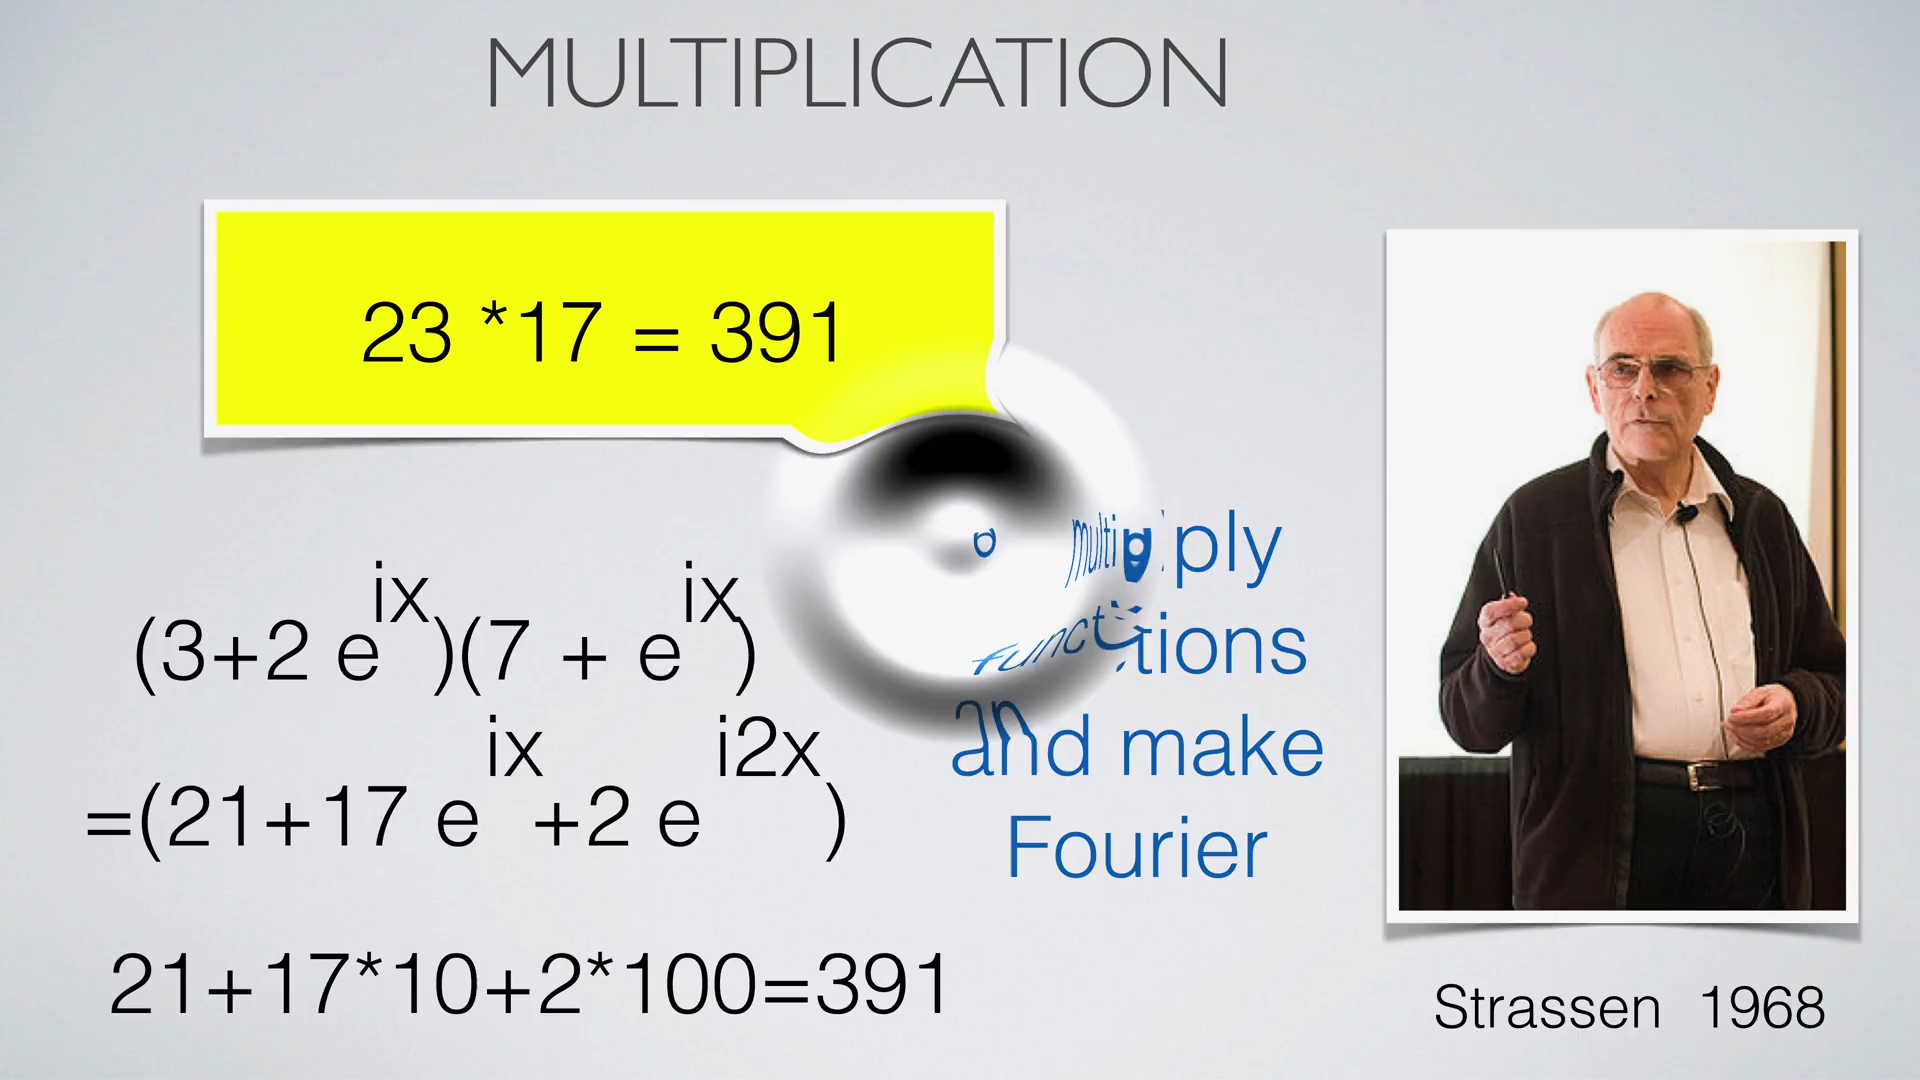 MULTIPLICATION
23 *17 = 391
multiply
functions
and make
Fourier
(3+2 e^ix)(7 + e^ix)
=(21+17 e^ix+2 e^i2x)
21+17*10+2*100=391
Strassen 1968